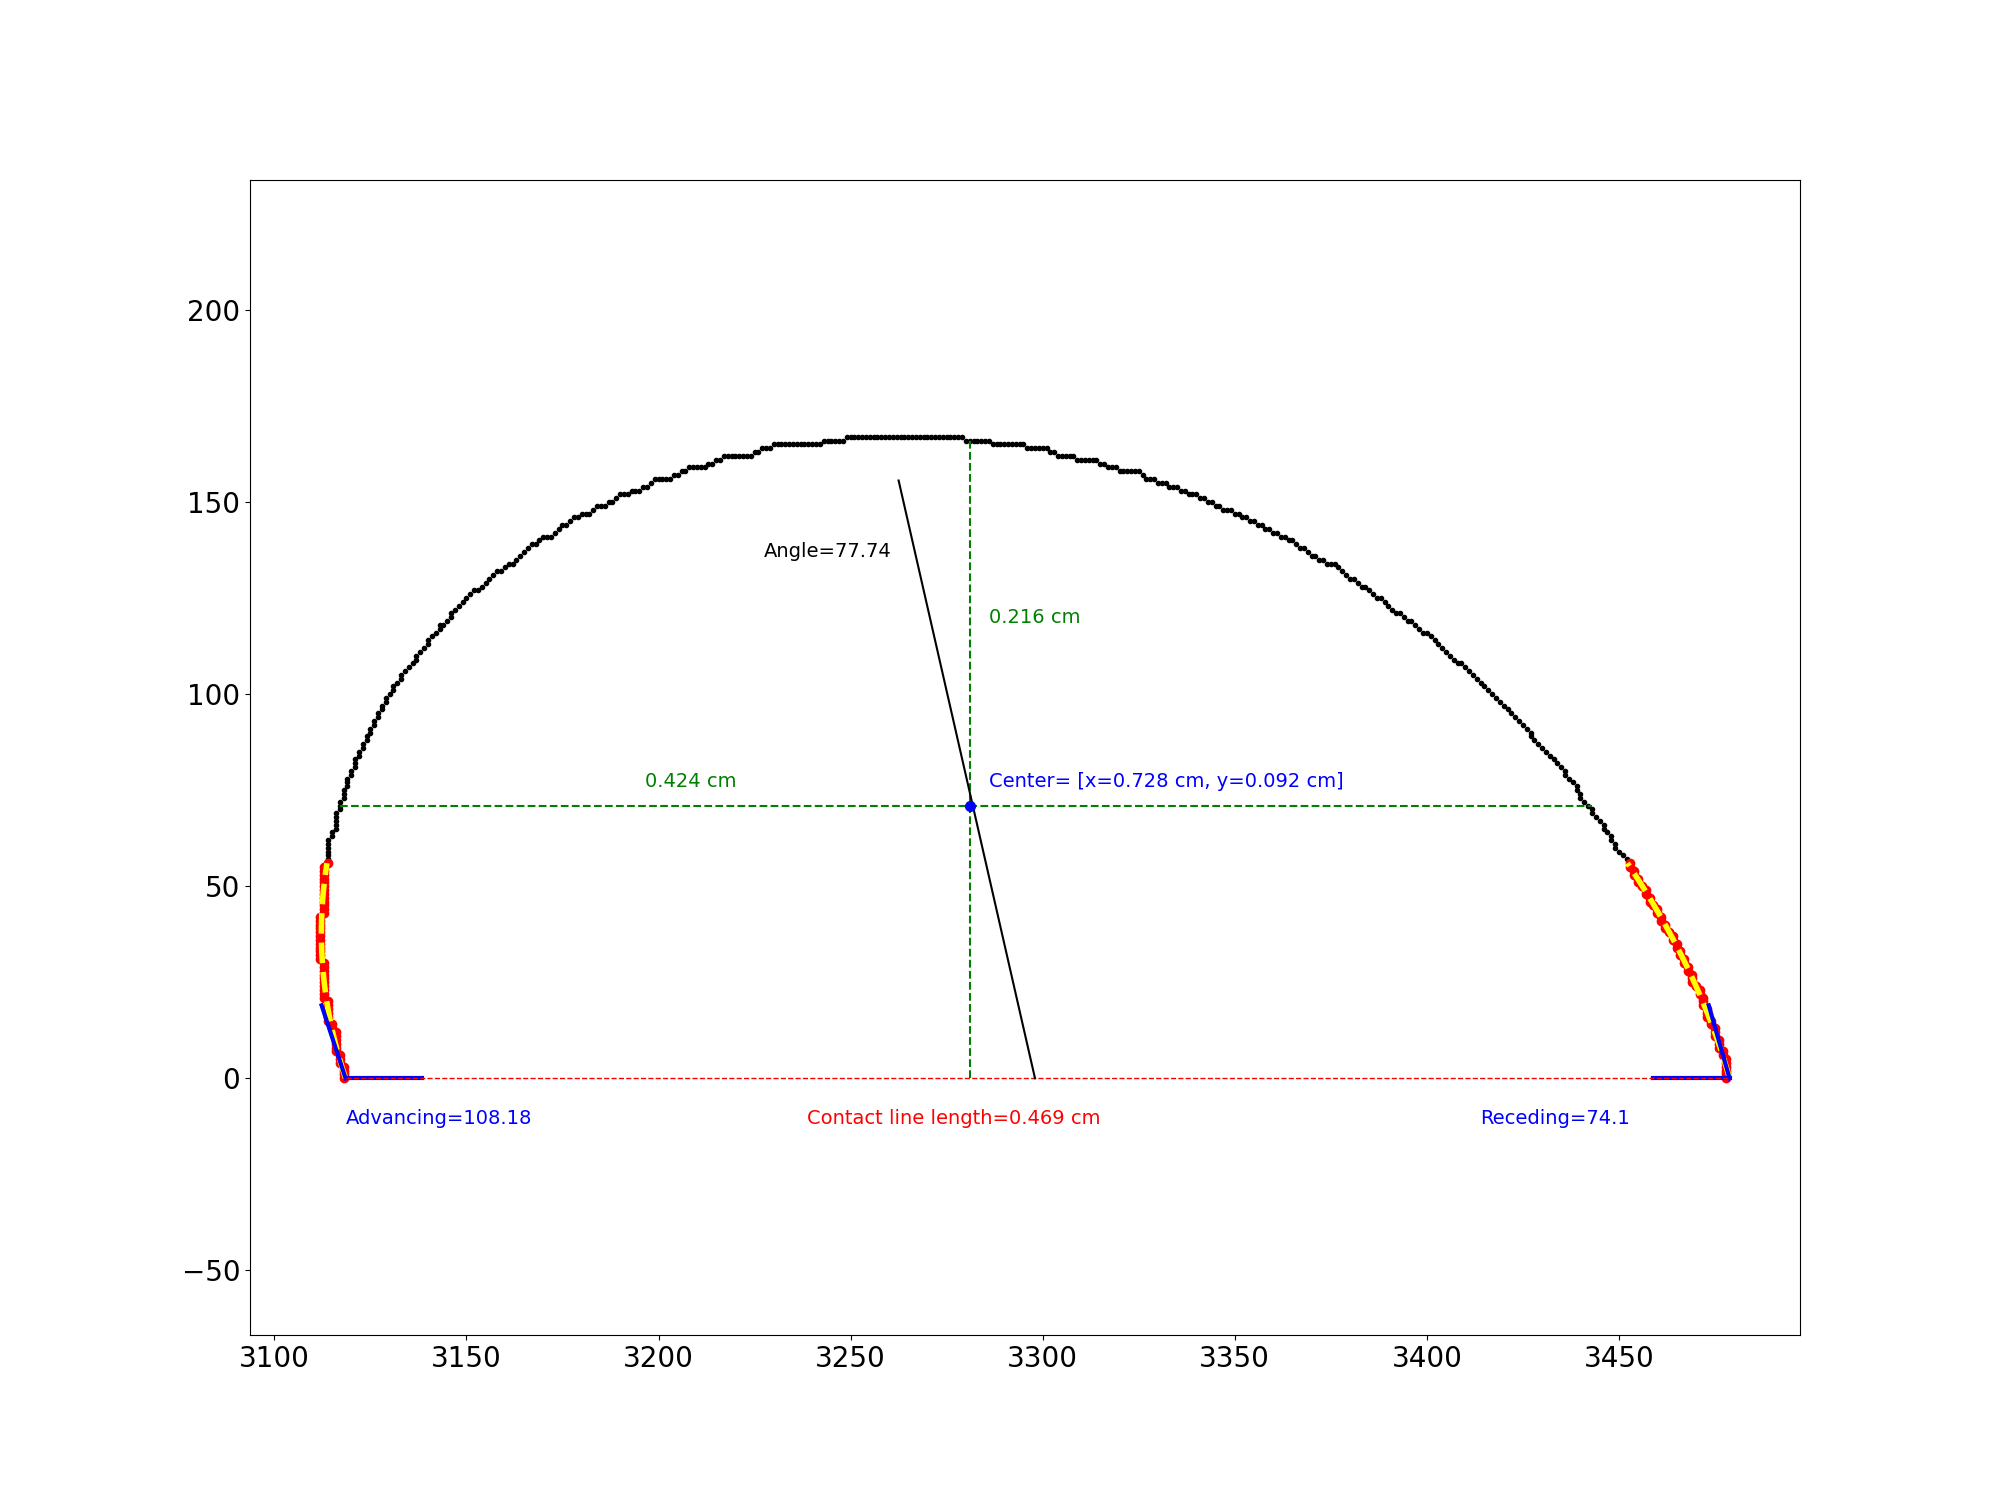 200
150
Angle=77.74
0.216 cm
100
0.424 cm
Center= [x=0.728 cm, y=0.092 cm]
50
0
Advancing=108.18
Contact line length=0.469 cm
Receding=74.1
−50
3100 3150 3200 3250 3300 3350 3400 3450